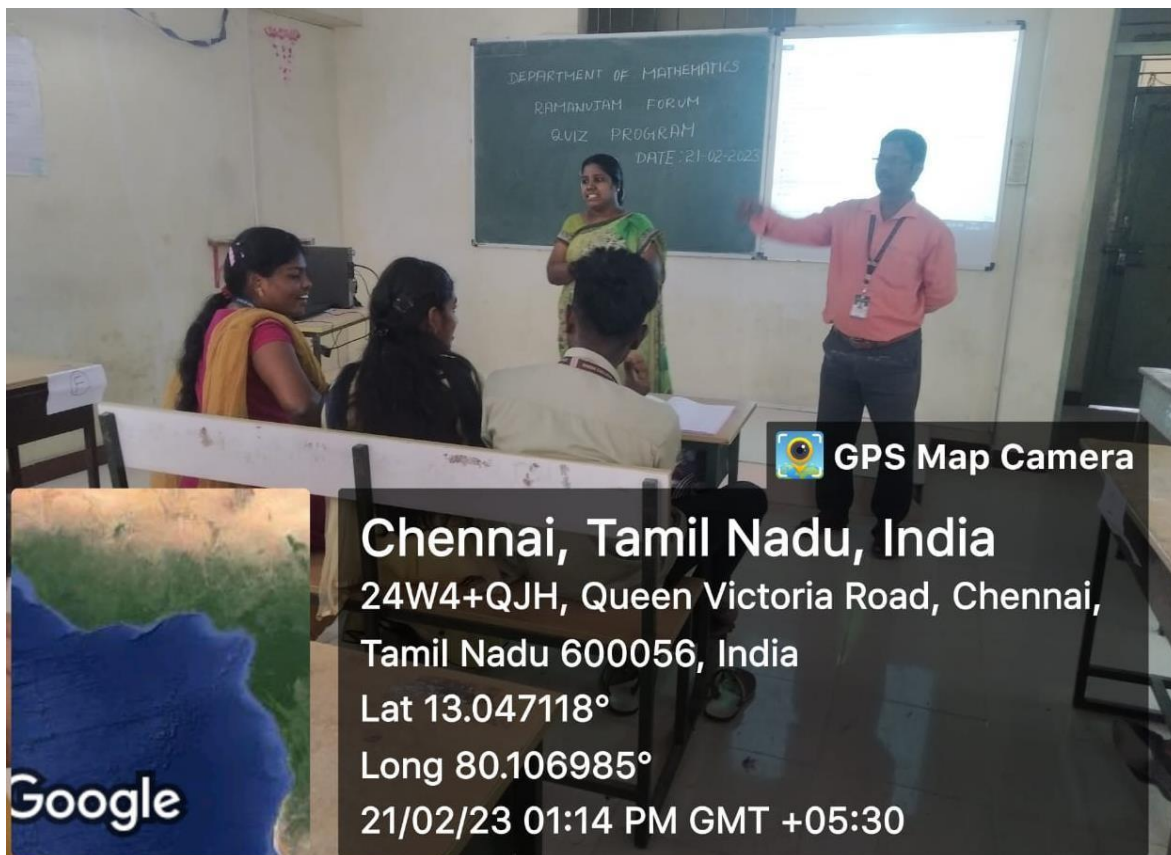 DEPARTMENT OF MATHEMATICS
RAMANUJAM FORUM
QUIZ PROGRAM
DATE:21-02-2023
GPS Map Camera
Chennai, Tamil Nadu, India
24W4+QJH, Queen Victoria Road, Chennai,
Tamil Nadu 600056, India
Lat 13.047118°
Long 80.106985°
21/02/23 01:14 PM GMT +05:30
Google